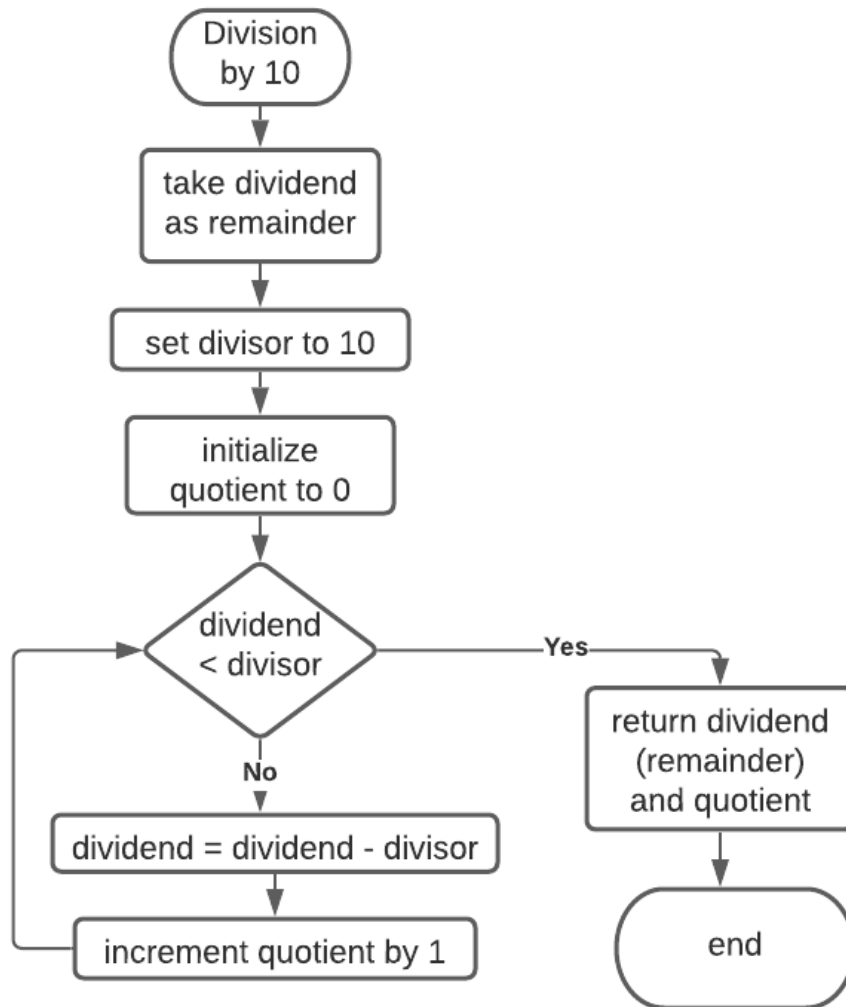 Division
by 10
take dividend
as remainder
set divisor to 10
initialize
quotient to 0
dividend
< divisor
Yes
No
return dividend
(remainder)
and quotient
dividend = dividend - divisor
increment quotient by 1
end